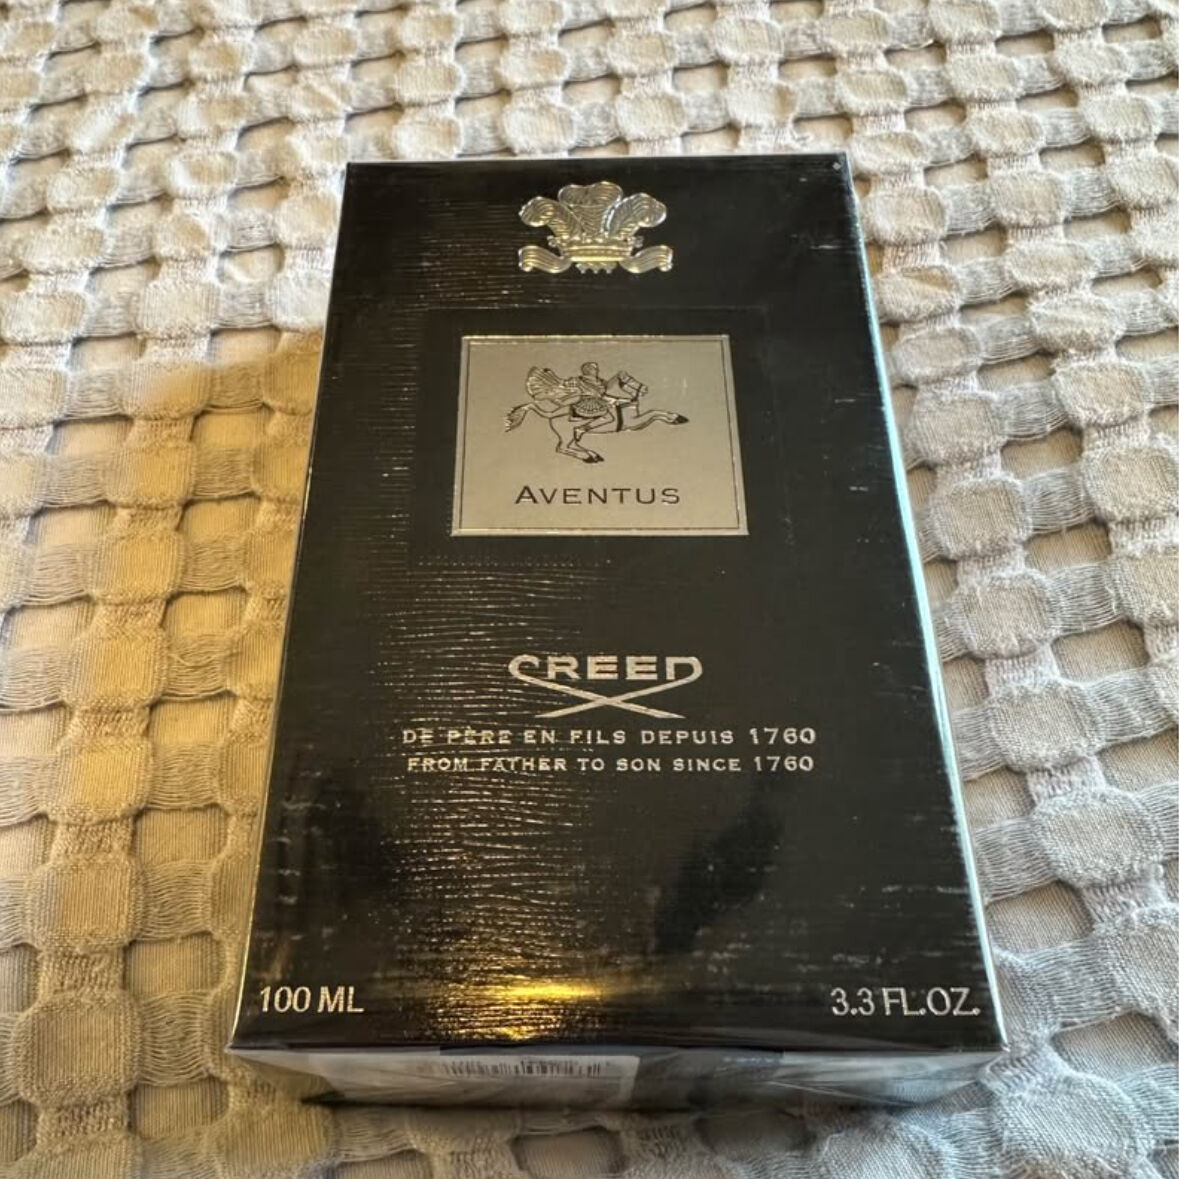 AVENTUS
CREED
DE PÈRE EN FILS DEPUIS 1760
FROM FATHER TO SON SINCE 1760
100 ML
3.3 FL.OZ.